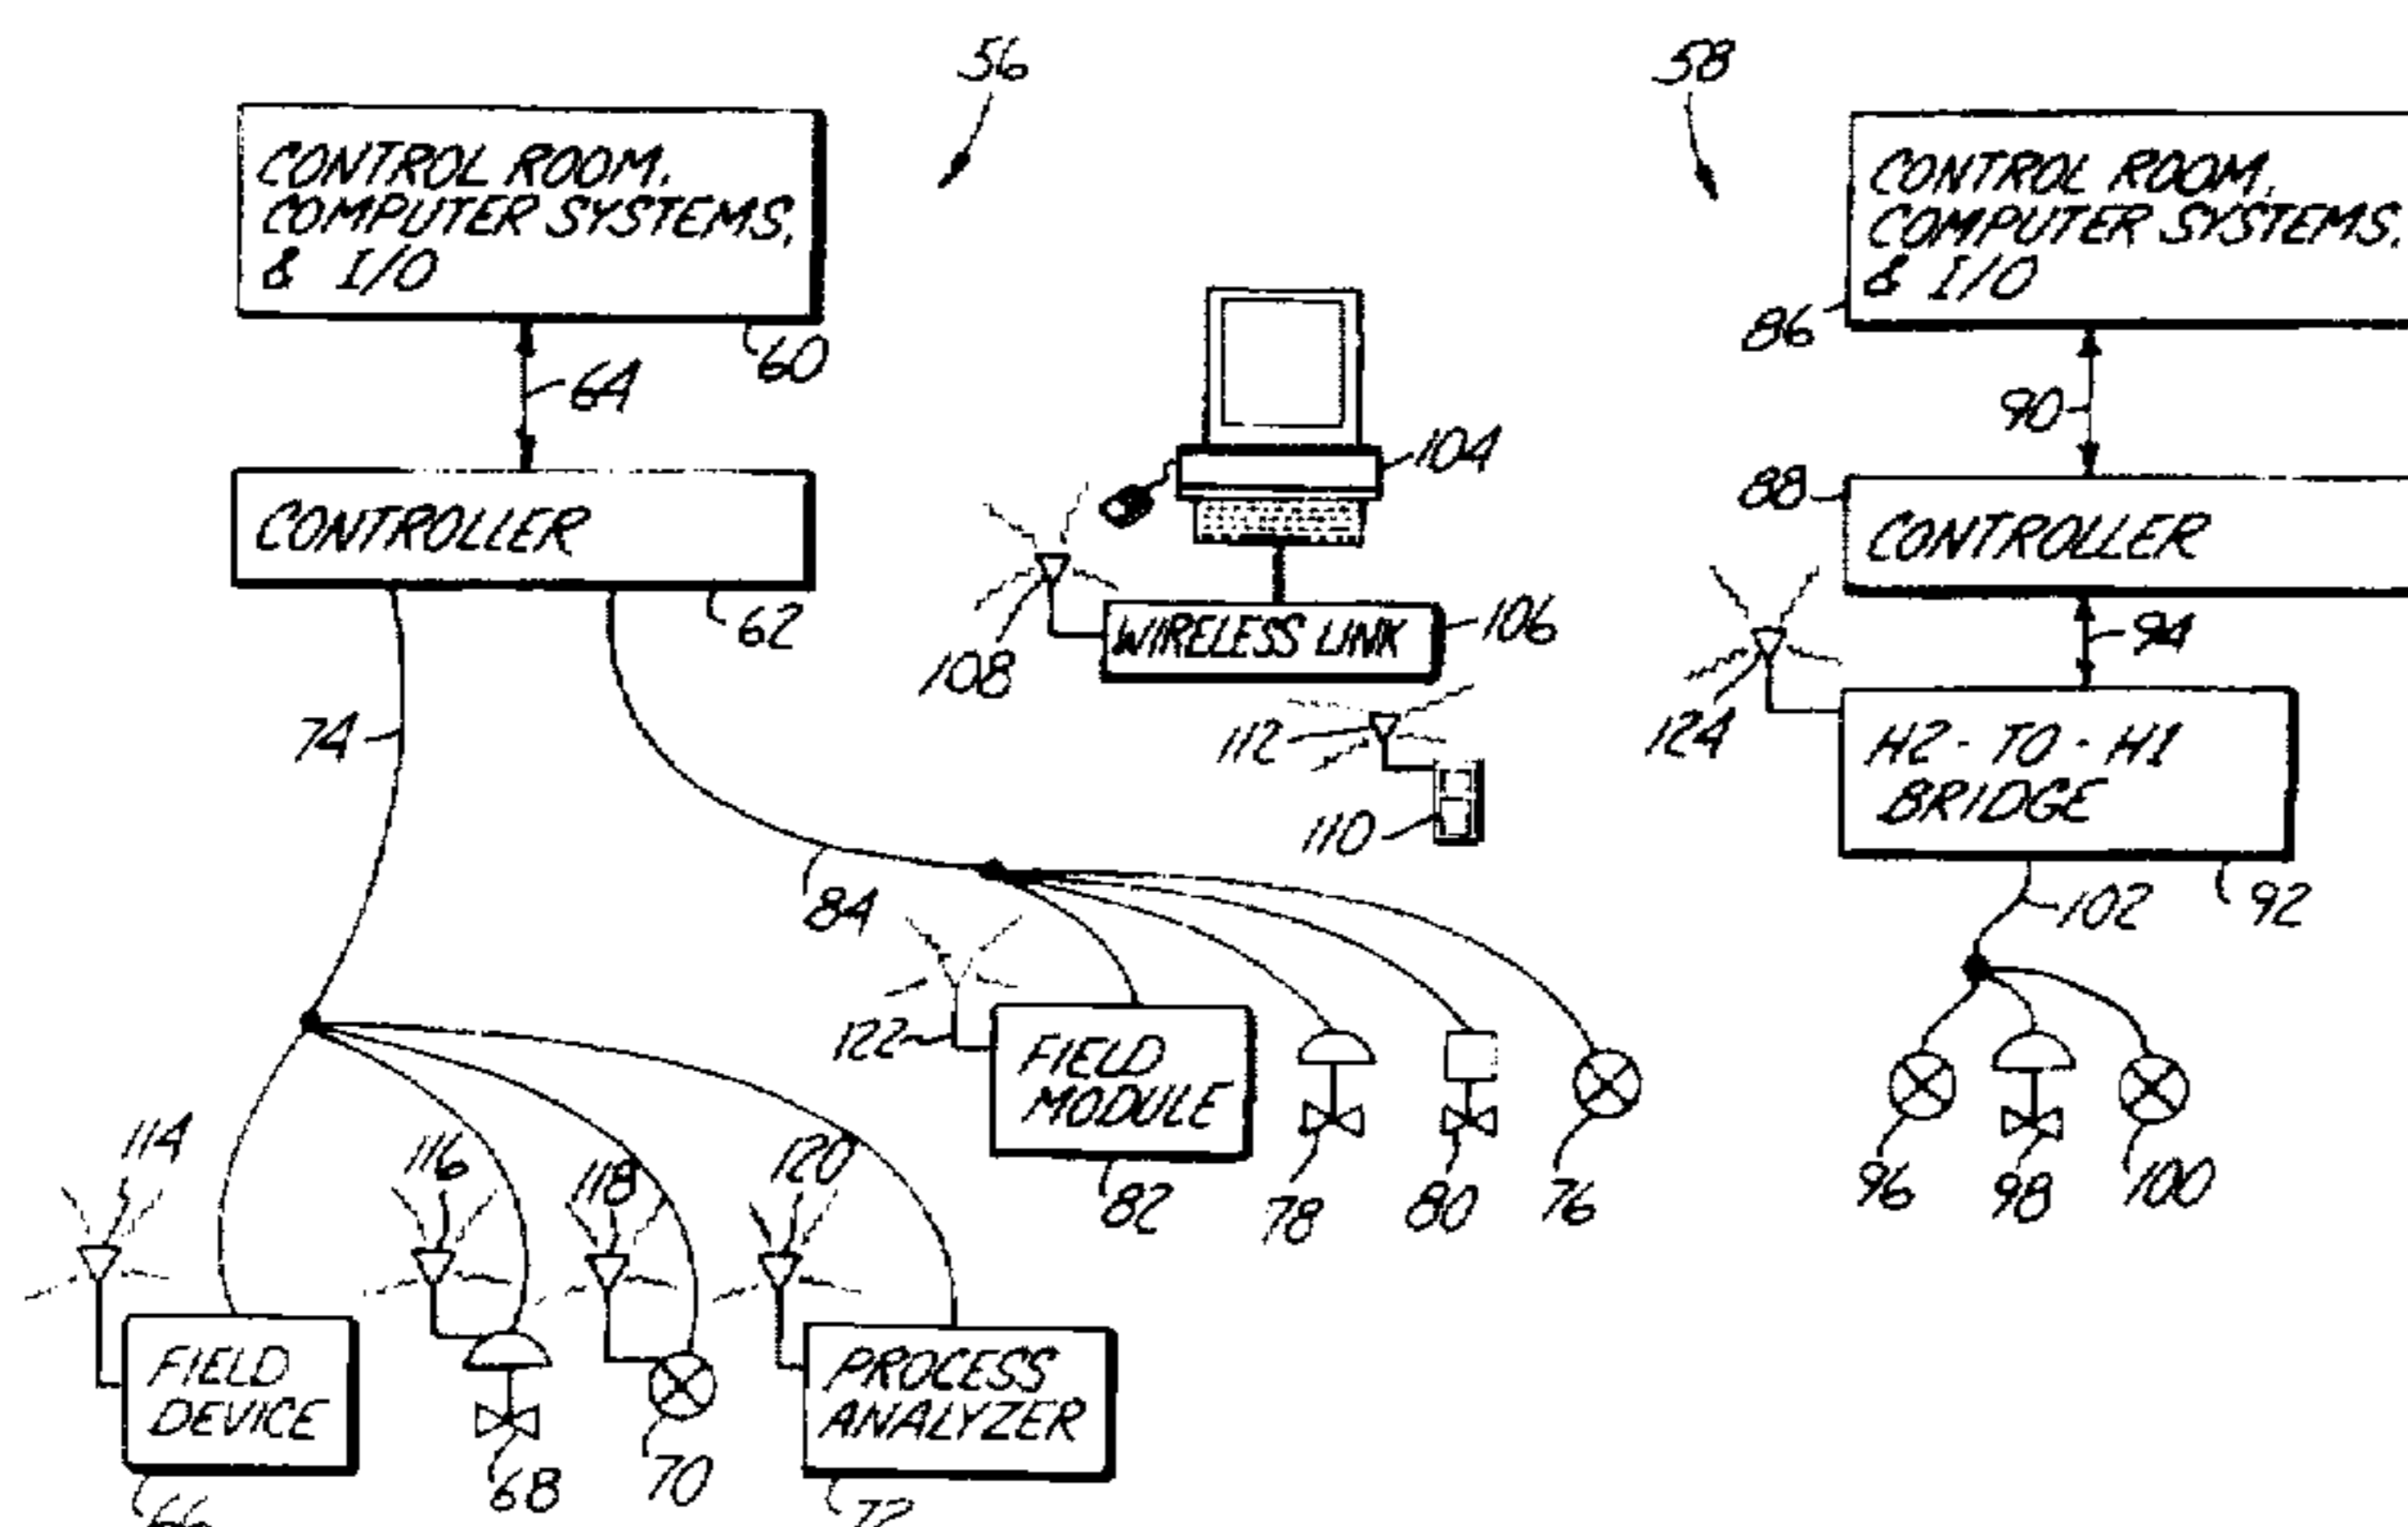 56
58
CONTROL ROOM,
COMPUTER SYSTEMS,
& I/O
60
64
CONTROLLER
62
74
84
104
WIRELESS LINK
106
108
112
110
CONTROL ROOM,
COMPUTER SYSTEMS,
& I/O
86
90
88
CONTROLLER
94
124
H2-TO-H1
BRIDGE
102
92
122
FIELD
MODULE
82
78
80
76
96
98
100
114
116
118
120
FIELD
DEVICE
66
68
70
PROCESS
ANALYZER
72